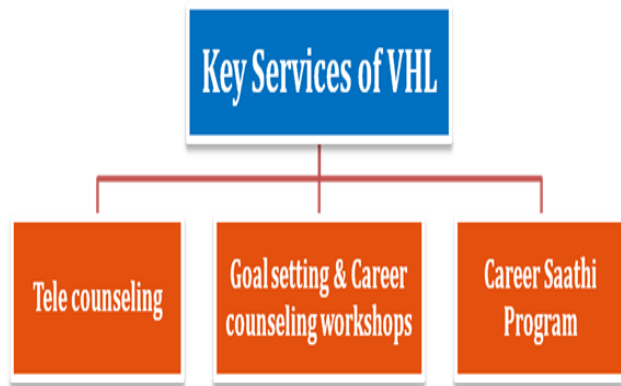 Key Services of VHL
Tele counseling
Goal setting & Career
counseling workshops
Career Saathi
Program